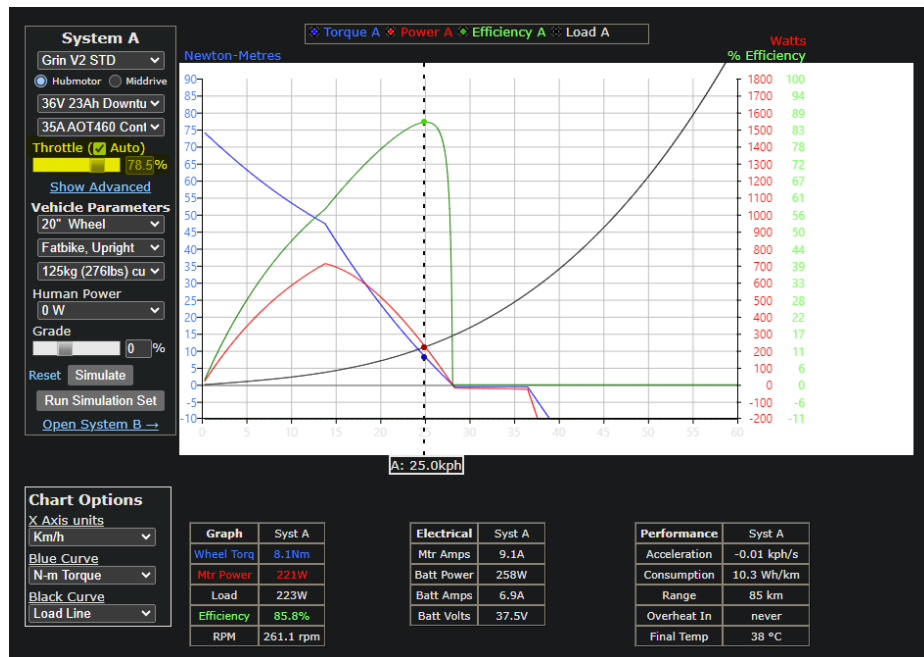 System A
Grin V2 STD
Hubmotor Middrive
36V 23Ah Downtu
35A AOT460 Cont
Throttle ( Auto)
78.5 %
Show Advanced
Vehicle Parameters
20" Wheel
Fatbike, Upright
125kg (276lbs) cu
Human Power
0 W
Grade
0 %
Reset Simulate
Run Simulation Set
Open System B →
Torque A Power A Efficiency A Load A
Newton-Metres
Watts
% Efficiency
90 1800 100
85 1700 94
80 1600 89
75 1500 83
70 1400 78
65 1300 72
60 1200 67
55 1100 61
50 1000 56
45 900 50
40 800 44
35 700 39
30 600 33
25 500 28
20 400 22
15 300 17
10 200 11
5 100 6
0 0 0
-5 -100 -6
-10 -200 -11
0 5 10 15 20 25 30 35 40 45 50 55 60
A: 25.0kph
Chart Options
X Axis units
Km/h
Blue Curve
N-m Torque
Black Curve
Load Line
Graph Syst A
Wheel Torq 8.1Nm
Mtr Power 221W
Load 223W
Efficiency 85.8%
RPM 261.1 rpm
Electrical Syst A
Mtr Amps 9.1A
Batt Power 258W
Batt Amps 6.9A
Batt Volts 37.5V
Performance Syst A
Acceleration -0.01 kph/s
Consumption 10.3 Wh/km
Range 85 km
Overheat In never
Final Temp 38 °C